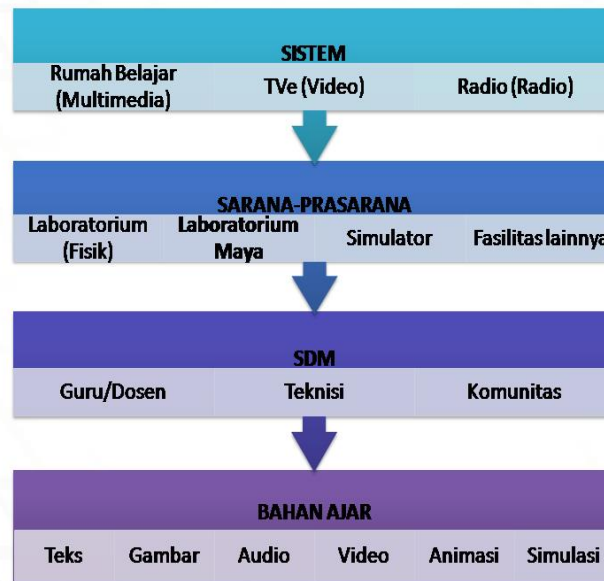 SISTEM
Rumah Belajar
(Multimedia)
TVe (Video)
Radio (Radio)
SARANA-PRASARANA
Laboratorium
(Fisik)
Laboratorium
Maya
Simulator
Fasilitas lainnya
SDM
Guru/Dosen
Teknisi
Komunitas
BAHAN AJAR
Teks
Gambar
Audio
Video
Animasi
Simulasi